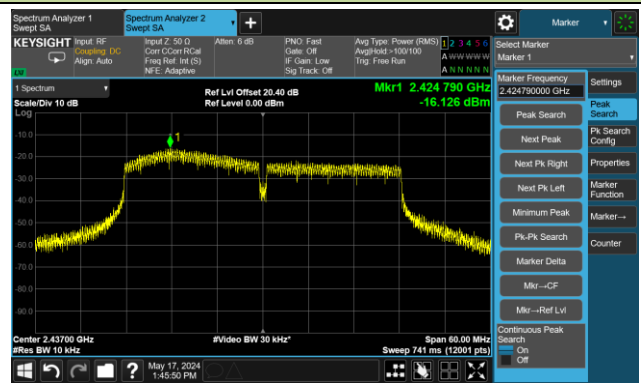 Spectrum Analyzer 1
Swept SA
Spectrum Analyzer 2
Swept SA
+
Marker
KEYSIGHT
Input: RF
Coupling: DC
Align: Auto
Input Z: 50 Ω
Corr CCorr RCal
Freq Ref: Int (S)
NFE: Adaptive
Atten: 6 dB
PNO: Fast
Gate: Off
IF Gain: Low
Sig Track: Off
Avg Type: Power (RMS)
Avg|Hold:>100/100
Trig: Free Run
1 2 3 4 5 6
A W W W W W
A N N N N N
Select Marker
Marker 1
LXI
1 Spectrum
Scale/Div 10 dB
Ref Lvl Offset 20.40 dB
Ref Level 0.00 dBm
Mkr1 2.424 790 GHz
-16.126 dBm
Log
-10.0
-20.0
-30.0
-40.0
-50.0
-60.0
-70.0
-80.0
-90.0
1
Center 2.43700 GHz
#Res BW 10 kHz
#Video BW 30 kHz*
Span 60.00 MHz
Sweep 741 ms (12001 pts)
Marker Frequency
2.424790000 GHz
Peak Search
Next Peak
Next Pk Right
Next Pk Left
Minimum Peak
Pk-Pk Search
Marker Delta
Mkr→CF
Mkr→Ref Lvl
Continuous Peak
Search
On
Off
Settings
Peak
Search
Pk Search
Config
Properties
Marker
Function
Marker→
Counter
?
May 17, 2024
1:45:50 PM